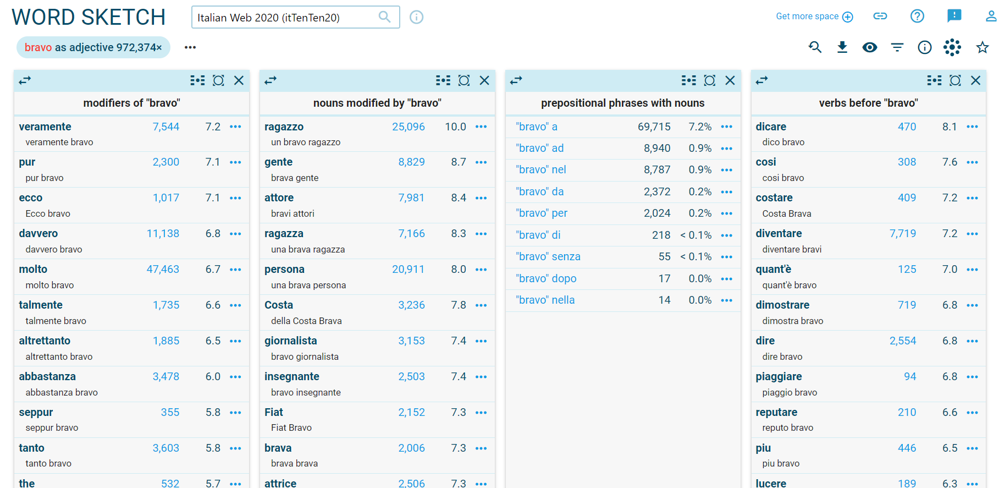 WORD SKETCH
Italian Web 2020 (itTenTen20)
Get more space
bravo as adjective 972,374×
modifiers of "bravo"
veramente 7,544 7.2
veramente bravo
pur 2,300 7.1
pur bravo
ecco 1,017 7.1
Ecco bravo
davvero 11,138 6.8
davvero bravo
molto 47,463 6.7
molto bravo
talmente 1,735 6.6
talmente bravo
altrettanto 1,885 6.5
altrettanto bravo
abbastanza 3,478 6.0
abbastanza bravo
seppur 355 5.8
seppur bravo
tanto 3,603 5.8
tanto bravo
the 532 5.7
nouns modified by "bravo"
ragazzo 25,096 10.0
un bravo ragazzo
gente 8,829 8.7
brava gente
attore 7,981 8.4
bravi attori
ragazza 7,166 8.3
una brava ragazza
persona 20,911 8.0
una brava persona
Costa 3,236 7.8
della Costa Brava
giornalista 3,153 7.4
bravo giornalista
insegnante 2,503 7.4
bravo insegnante
Fiat 2,152 7.3
Fiat Bravo
brava 2,006 7.3
brava brava
attrice 2,506 7.3
prepositional phrases with nouns
"bravo" a 69,715 7.2%
"bravo" ad 8,940 0.9%
"bravo" nel 8,787 0.9%
"bravo" da 2,372 0.2%
"bravo" per 2,024 0.2%
"bravo" di 218 < 0.1%
"bravo" senza 55 < 0.1%
"bravo" dopo 17 0.0%
"bravo" nella 14 0.0%
verbs before "bravo"
dicare 470 8.1
dico bravo
cosi 308 7.6
cosi bravo
costare 409 7.2
Costa Brava
diventare 7,719 7.2
diventare bravi
quant'è 125 7.0
quant'è bravo
dimostrare 719 6.8
dimostra bravo
dire 2,554 6.8
dire bravo
piaggiare 94 6.8
piaggio bravo
reputare 210 6.6
reputo bravo
piu 446 6.5
piu bravo
lucere 189 6.3